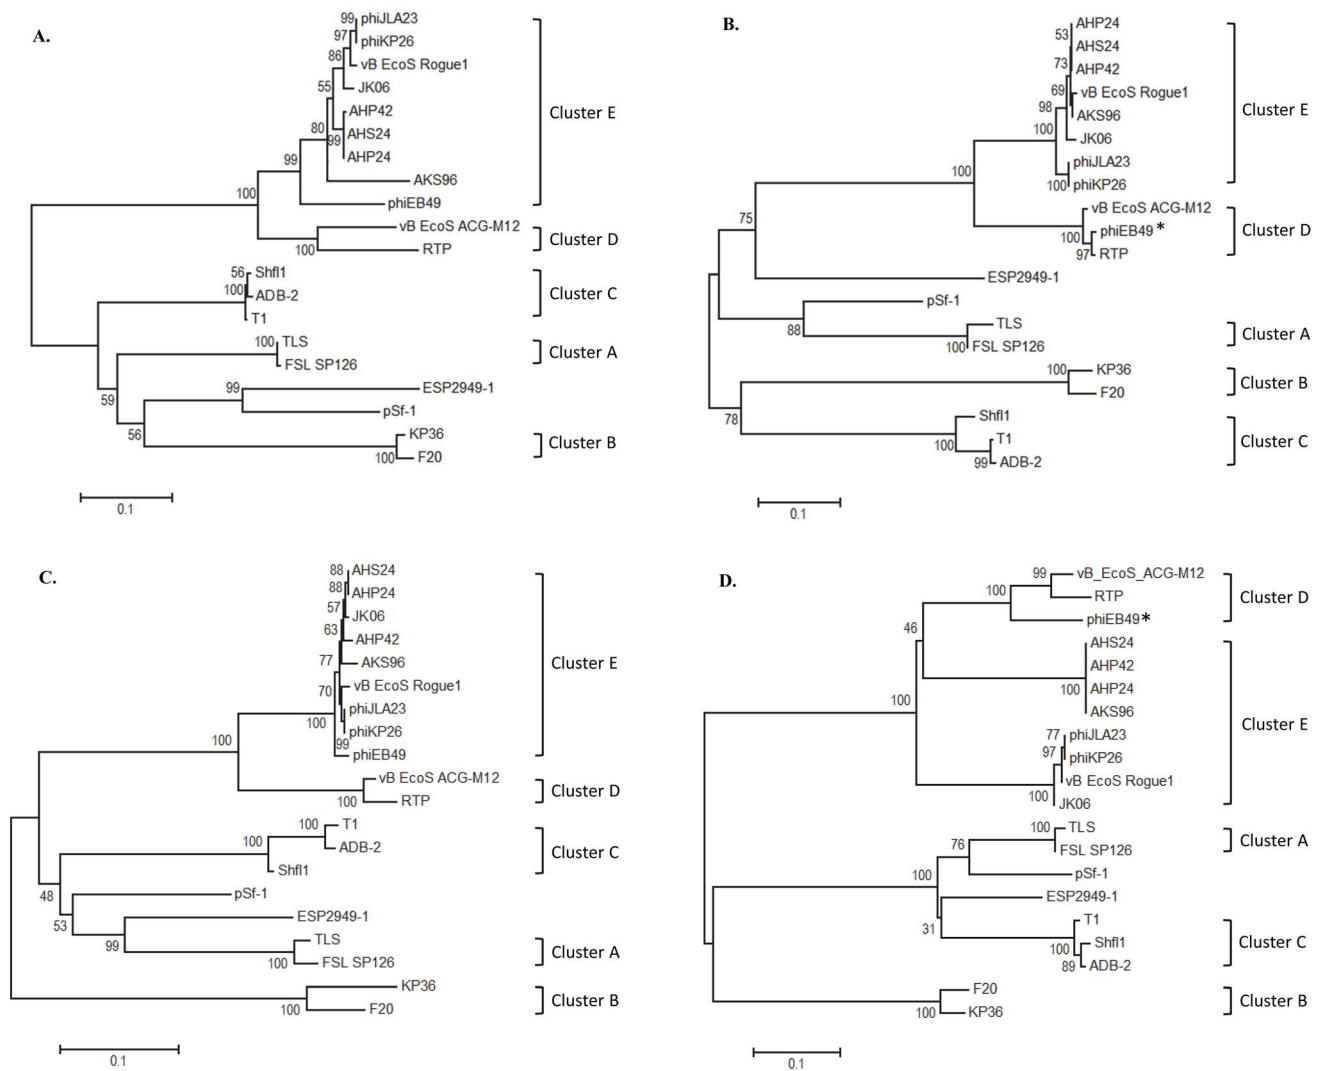 A.
99 phiJLA23
97 phiKP26
86 vB EcoS Rogue1
55 JK06
AHP42
80 AHS24
99 AHP24
99 AKS96
100 phiEB49
Cluster E
vB EcoS ACG-M12
100 RTP
Cluster D
56 Shfl1
100 ADB-2
T1
Cluster C
100 TLS
FSL SP126
Cluster A
59
99 ESP2949-1
pSf-1
56 KP36
100 F20
Cluster B
0.1
B.
AHP24
53 AHS24
73 AHP42
69 vB EcoS Rogue1
98 AKS96
100 JK06
phiJLA23
100 phiKP26
Cluster E
100
vB EcoS ACG-M12
100 phiEB49 *
97 RTP
Cluster D
75
ESP2949-1
pSf-1
88 TLS
100 FSL SP126
Cluster A
100 KP36
F20
Cluster B
78
Shfl1
100 T1
99 ADB-2
Cluster C
0.1
C.
88 AHS24
88 AHP24
57 JK06
63 AHP42
77 AKS96
70 vB EcoS Rogue1
100 phiJLA23
phiKP26
99 phiEB49
Cluster E
100
vB EcoS ACG-M12
100 RTP
Cluster D
100 T1
100 ADB-2
Shfl1
Cluster C
48
pSf-1
53
ESP2949-1
99 TLS
100 FSL SP126
Cluster A
KP36
100 F20
Cluster B
0.1
D.
99 vB_EcoS_ACG-M12
100 RTP
phiEB49 *
Cluster D
46
AHS24
AHP42
100 AHP24
AKS96
100
77 phiJLA23
97 phiKP26
vB EcoS Rogue1
100 JK06
Cluster E
100 TLS
76 FSL SP126
Cluster A
pSf-1
100
ESP2949-1
31
T1
100 Shfl1
89 ADB-2
Cluster C
F20
100 KP36
Cluster B
0.1